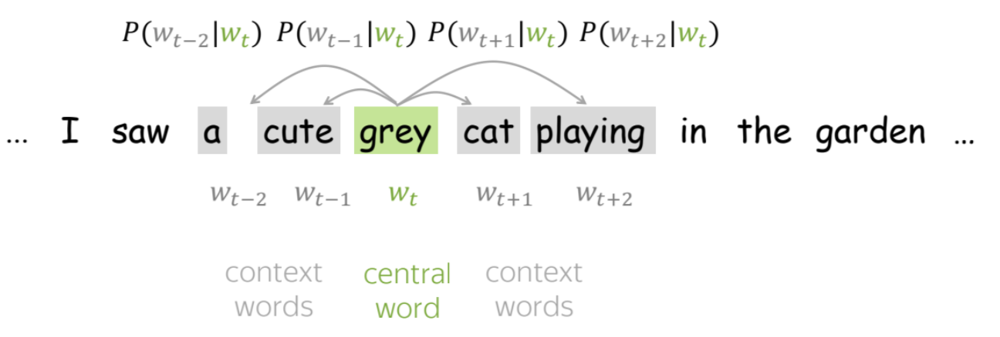 P(w_{t−2}|w_t) P(w_{t−1}|w_t) P(w_{t+1}|w_t) P(w_{t+2}|w_t)
... I saw a cute grey cat playing in the garden ...
w_{t−2} w_{t−1} w_t w_{t+1} w_{t+2}
context central context
words word words